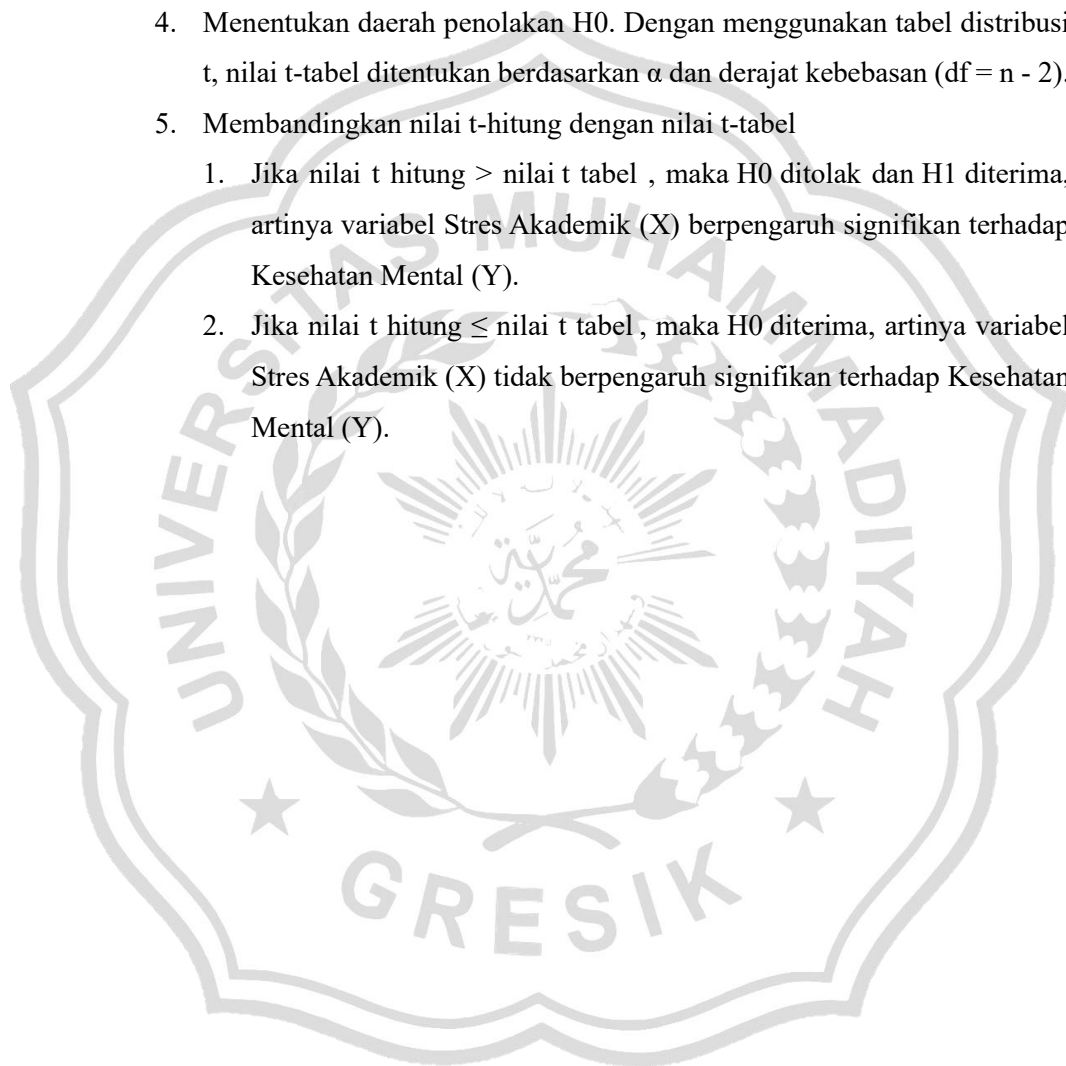 4. Menentukan daerah penolakan H0. Dengan menggunakan tabel distribusi
t, nilai t-tabel ditentukan berdasarkan α dan derajat kebebasan (df = n - 2).
5. Membandingkan nilai t-hitung dengan nilai t-tabel
1. Jika nilai t hitung > nilai t tabel , maka H0 ditolak dan H1 diterima,
artinya variabel Stres Akademik (X) berpengaruh signifikan terhadap
Kesehatan Mental (Y).
2. Jika nilai t hitung ≤ nilai t tabel , maka H0 diterima, artinya variabel
Stres Akademik (X) tidak berpengaruh signifikan terhadap Kesehatan
Mental (Y).
UNIVERSITAS MUHAMMADIYAH
GRESIK